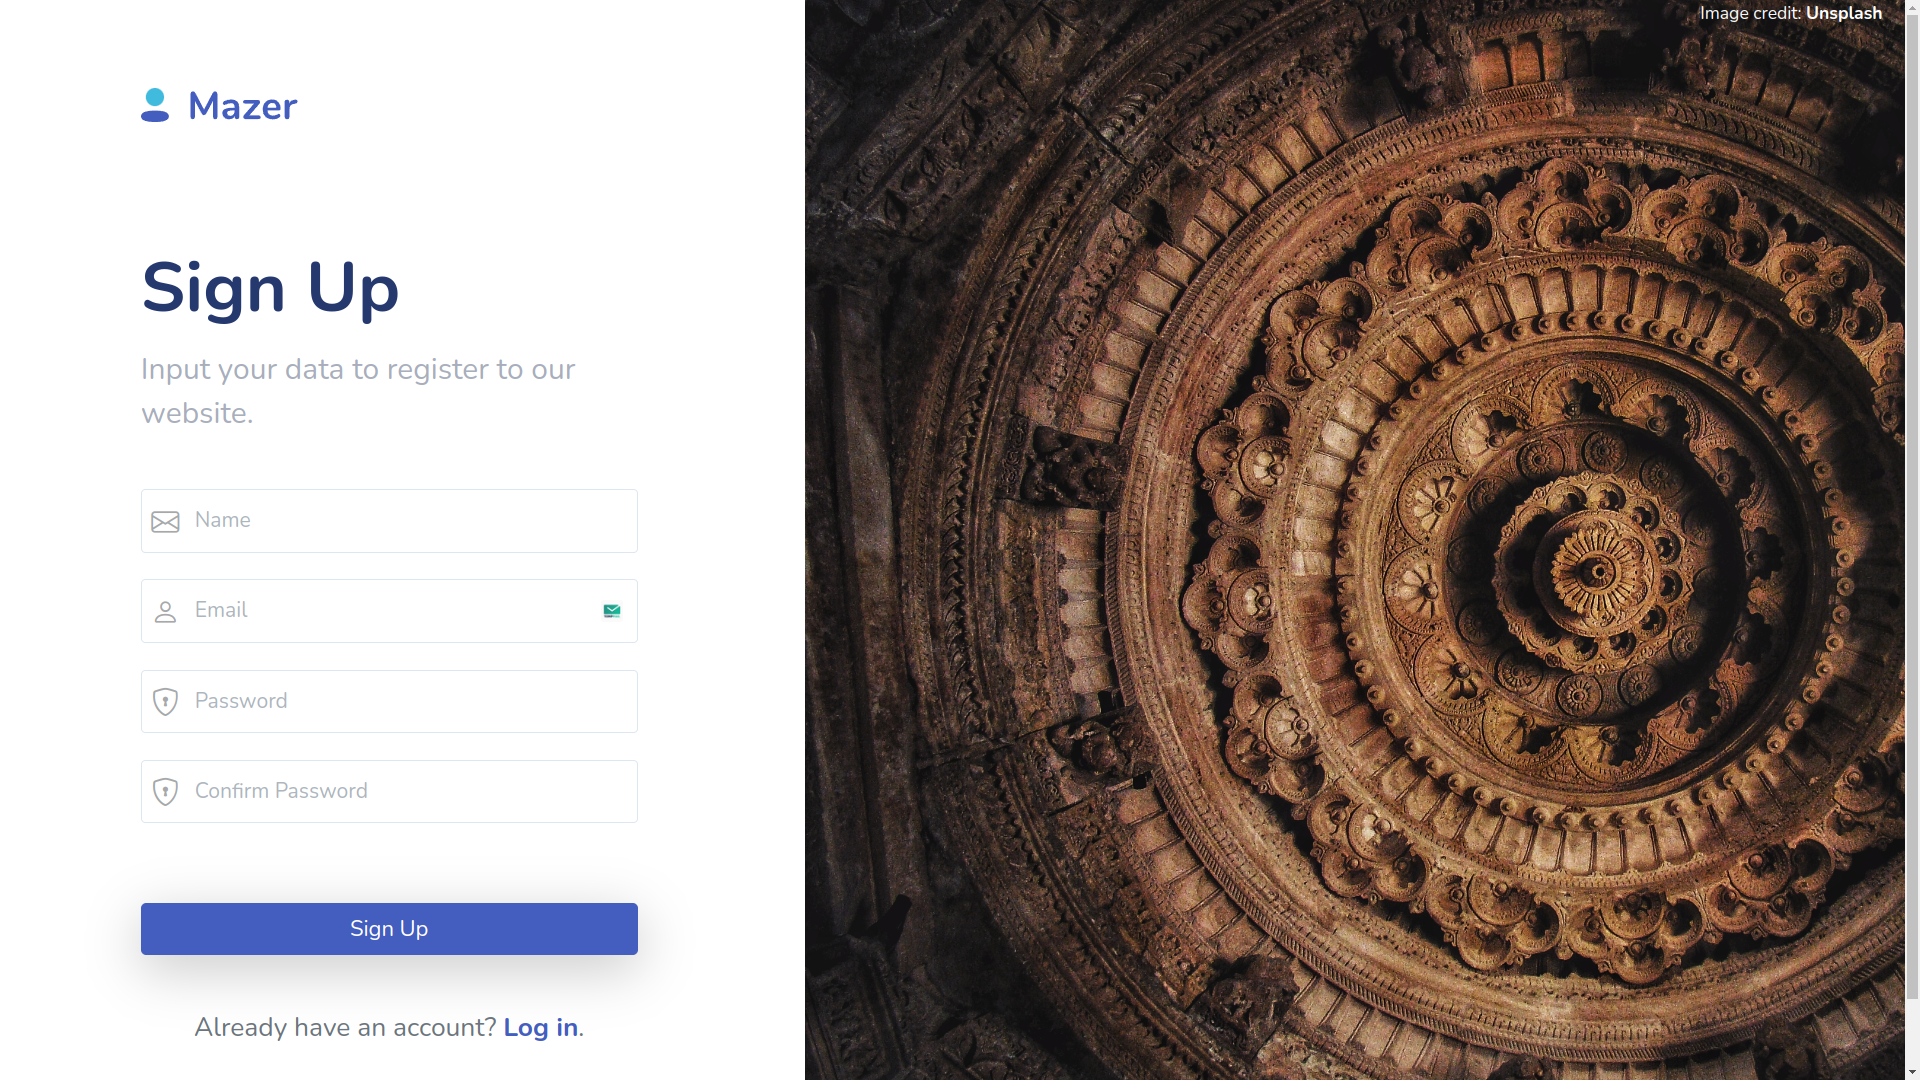 Image credit: Unsplash
Mazer
Sign Up
Input your data to register to our
website.
Name
Email
Password
Confirm Password
Sign Up
Already have an account? Log in.